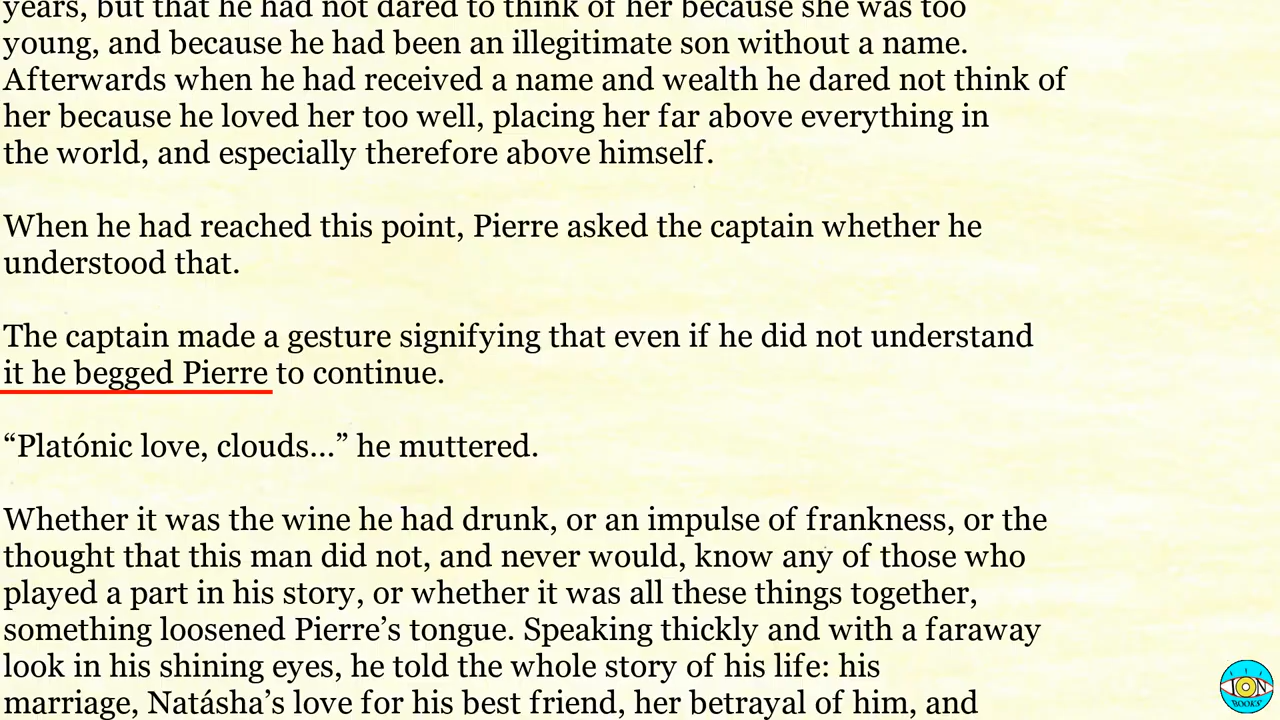 years, but that he had not dared to think of her because she was too
young, and because he had been an illegitimate son without a name.
Afterwards when he had received a name and wealth he dared not think of
her because he loved her too well, placing her far above everything in
the world, and especially therefore above himself.
When he had reached this point, Pierre asked the captain whether he
understood that.
The captain made a gesture signifying that even if he did not understand
it he begged Pierre to continue.
“Platónic love, clouds...” he muttered.
Whether it was the wine he had drunk, or an impulse of frankness, or the
thought that this man did not, and never would, know any of those who
played a part in his story, or whether it was all these things together,
something loosened Pierre’s tongue. Speaking thickly and with a faraway
look in his shining eyes, he told the whole story of his life: his
marriage, Natásha’s love for his best friend, her betrayal of him, and
ION
BOOKS